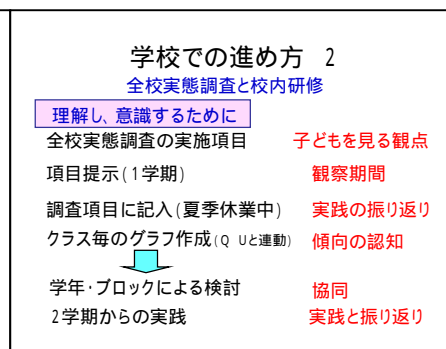 学校での進め方 2
全校実態調査と校内研修
理解し、意識するために
全校実態調査の実施項目 子どもを見る観点
項目提示(1学期) 観察期間
調査項目に記入(夏季休業中) 実践の振り返り
クラス毎のグラフ作成(Q Uと連動) 傾向の認知
学年・ブロックによる検討 協同
2学期からの実践 実践と振り返り